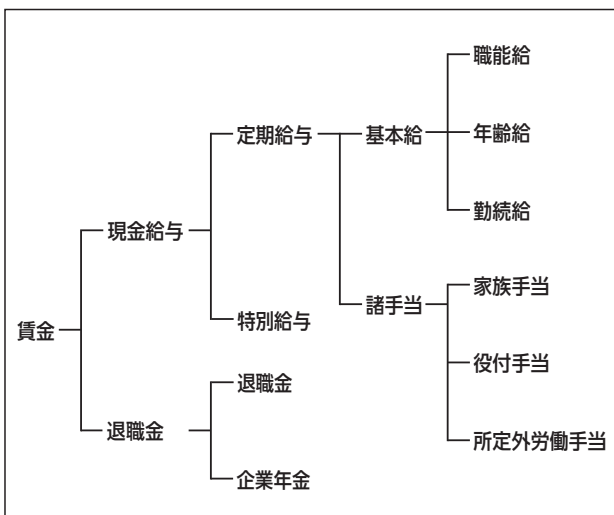 職能給
定期給与
基本給
年齢給
勤続給
現金給与
家族手当
諸手当
特別給与
賃金
役付手当
退職金
退職金
所定外労働手当
企業年金